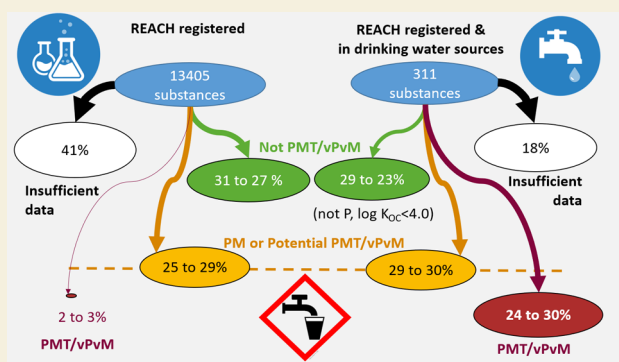 REACH registered
REACH registered &
in drinking water sources
13405
substances
311
substances
41%
Insufficient
data
18%
Insufficient
data
Not PMT/vPvM
31 to 27 %
29 to 23%
(not P, log KOC<4.0)
PM or Potential PMT/vPvM
25 to 29%
29 to 30%
2 to 3%
PMT/vPvM
24 to 30%
PMT/vPvM